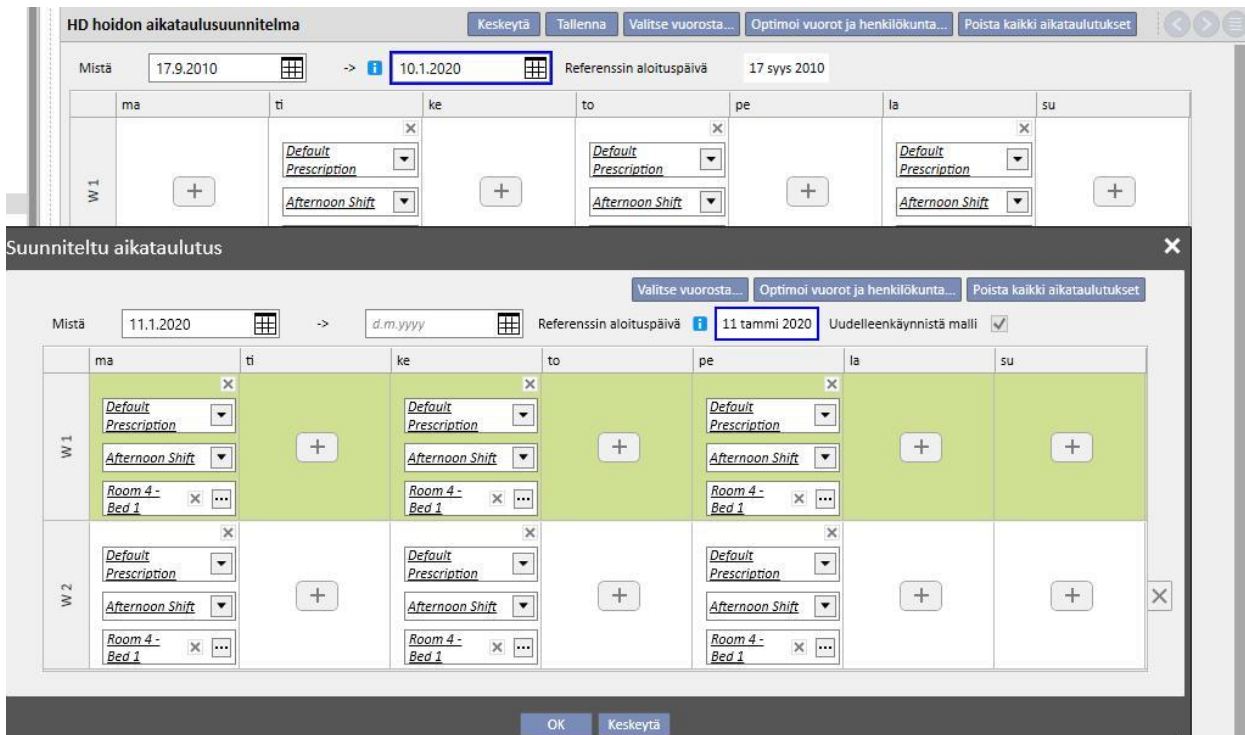 HD hoidon aikataulusuunnitelma Keskeytä Tallenna Valitse vuorosta... Optimoi vuorot ja henkilökunta... Poista kaikki aikataulutukset
Mistä 17.9.2010 -> 10.1.2020 Referenssin aloituspäivä 17 syys 2010
ma ti ke to pe la su
Default Default Default
Prescription Prescription Prescription
W 1
Afternoon Shift Afternoon Shift Afternoon Shift
Suunniteltu aikataulutus
Valitse vuorosta... Optimoi vuorot ja henkilökunta... Poista kaikki aikataulutukset
Mistä 11.1.2020 -> d.m.yyyy Referenssin aloituspäivä 11 tammi 2020 Uudelleenkäynnistä malli
ma ti ke to pe la su
Default Default Default
Prescription Prescription Prescription
W 1
Afternoon Shift Afternoon Shift Afternoon Shift
Room 4 - Room 4 - Room 4 -
Bed 1 Bed 1 Bed 1
Default Default Default
Prescription Prescription Prescription
W 2
Afternoon Shift Afternoon Shift Afternoon Shift
Room 4 - Room 4 - Room 4 -
Bed 1 Bed 1 Bed 1
OK Keskeytä